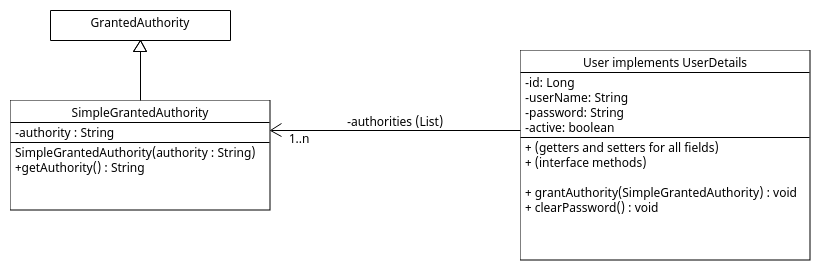 GrantedAuthority
SimpleGrantedAuthority
-authority : String
SimpleGrantedAuthority(authority : String)
+getAuthority() : String
-authorities (List)
1..n
User implements UserDetails
-id: Long
-userName: String
-password: String
-active: boolean
+ (getters and setters for all fields)
+ (interface methods)
+ grantAuthority(SimpleGrantedAuthority) : void
+ clearPassword() : void